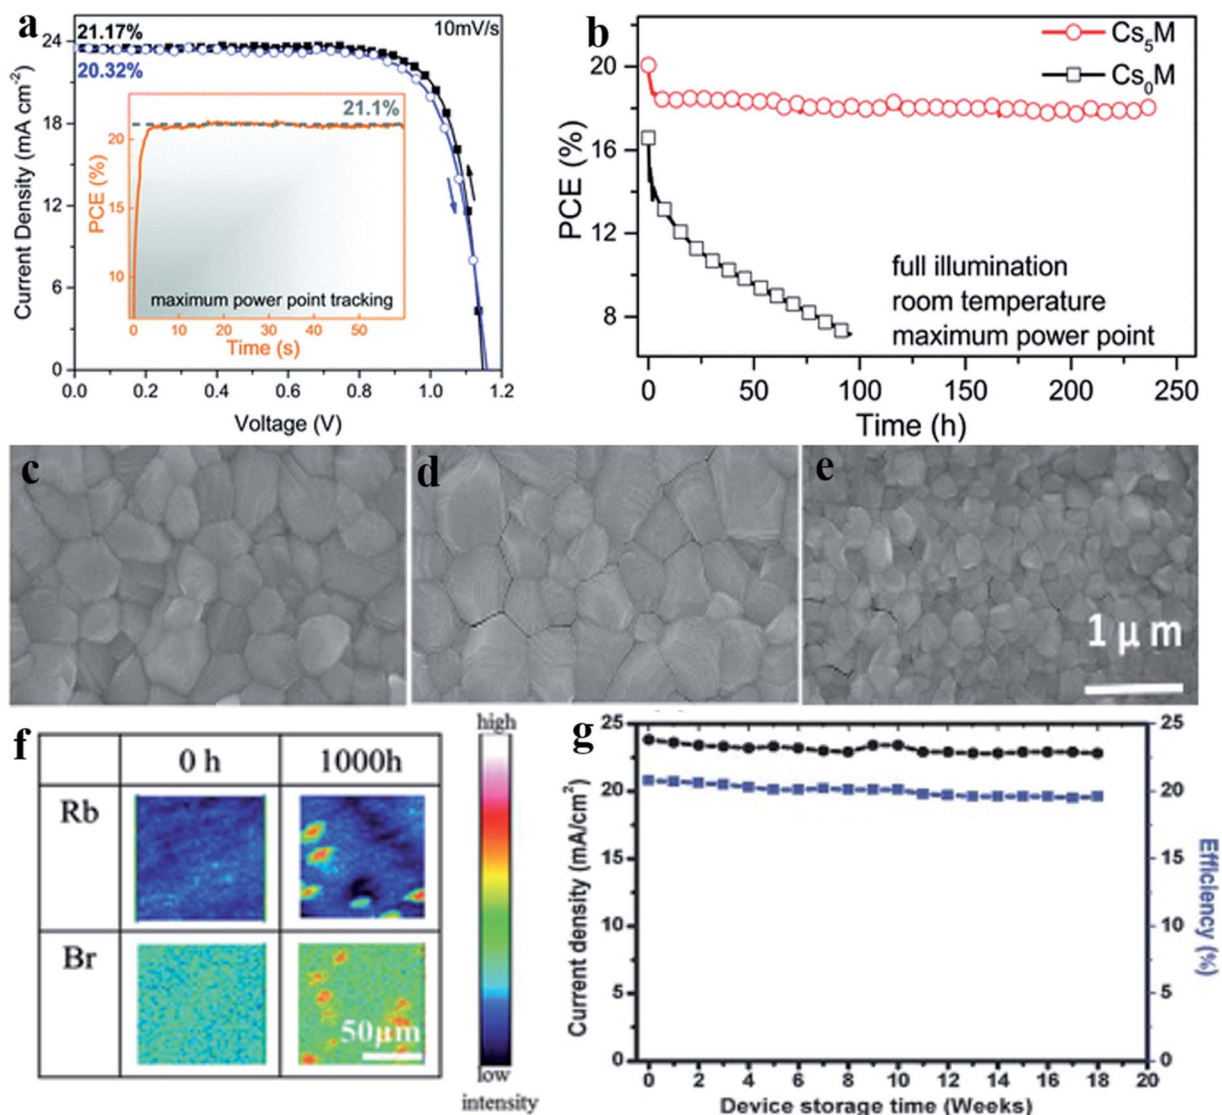 a
21.17%
20.32%
10mV/s
24
18
12
6
0
Current Density (mA cm⁻²)
0.0 0.2 0.4 0.6 0.8 1.0 1.2
Voltage (V)
21.1%
20
15
10
PCE (%)
maximum power point tracking
0 10 20 30 40 50
Time (s)
b
Cs₅M
Cs₀M
20
16
12
8
PCE (%)
full illumination
room temperature
maximum power point
0 50 100 150 200 250
Time (h)
c
d
e
1 μm
f
0 h 1000h
Rb
Br
50μm
high
low
intensity
g
25
20
15
10
5
0
Current density (mA/cm²)
25
20
15
10
5
0
Efficiency (%)
0 2 4 6 8 10 12 14 16 18 20
Device storage time (Weeks)